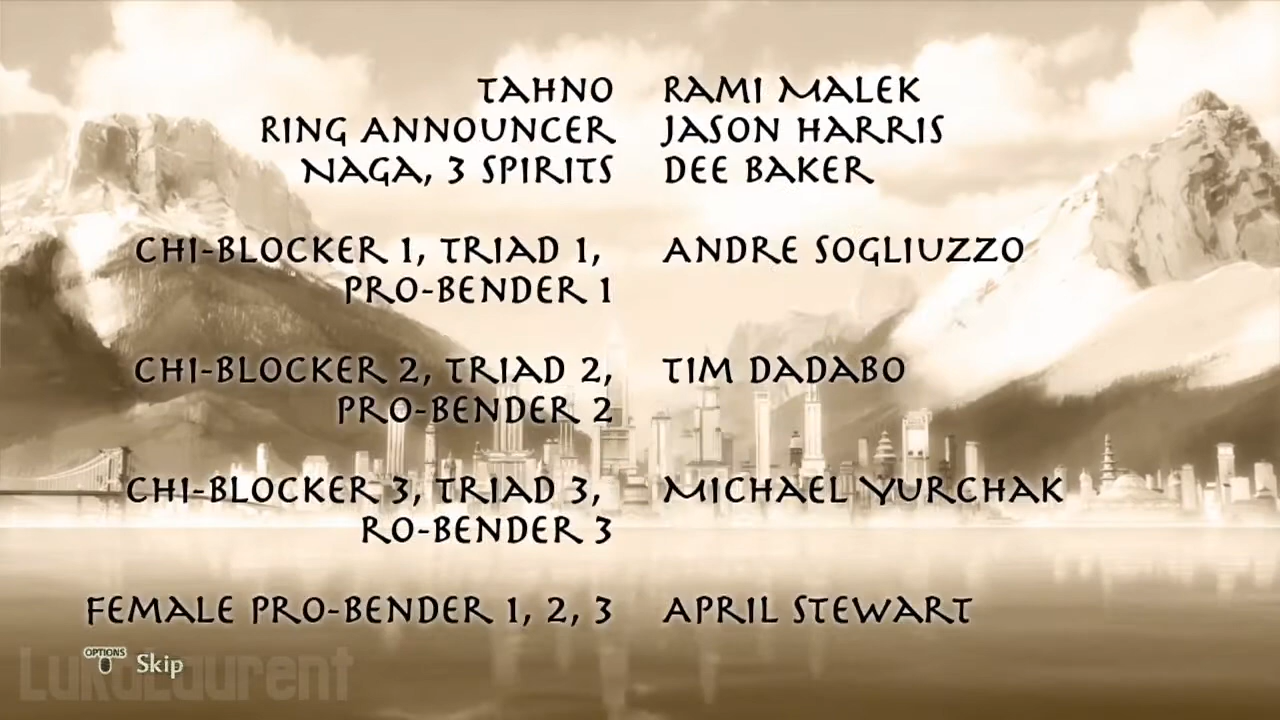 TAHNO RAMI MALEK
RING ANNOUNCER JASON HARRIS
NAGA, 3 SPIRITS DEE BAKER
CHI-BLOCKER 1, TRIAD 1, ANDRE SOGLIUZZO
PRO-BENDER 1
CHI-BLOCKER 2, TRIAD 2, TIM DADABO
PRO-BENDER 2
CHI-BLOCKER 3, TRIAD 3, MICHAEL YURCHAK
RO-BENDER 3
FEMALE PRO-BENDER 1, 2, 3 APRIL STEWART
OPTIONS Skip
LukaLaurent